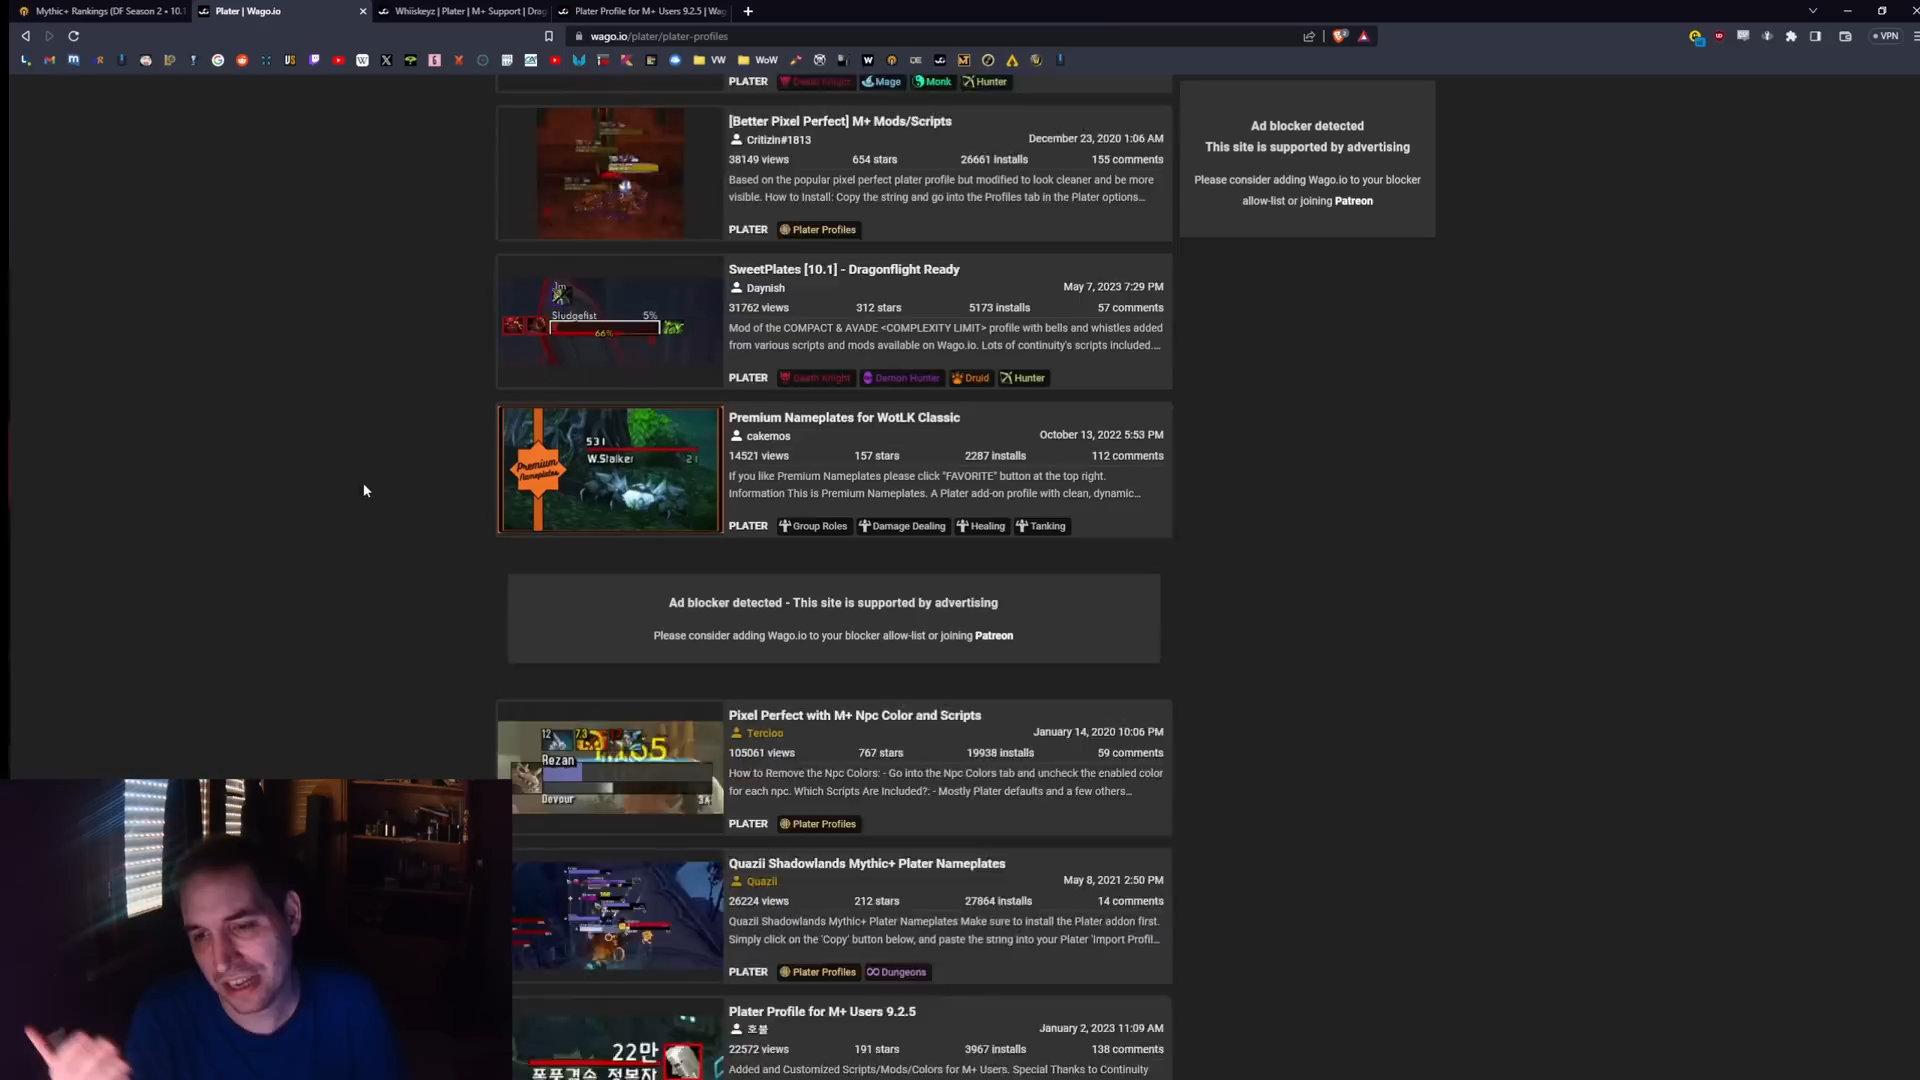 Mythic+ Rankings (DF Season 2 • 10.1
Plater | Wago.io
Whiiskeyz | Plater | M+ Support | Drag
Plater Profile for M+ Users 9.2.5 | Wag
wago.io/plater/plater-profiles
VPN
VW
WoW
PLATER Death Knight Mage Monk Hunter
[Better Pixel Perfect] M+ Mods/Scripts
Critizin#1813 December 23, 2020 1:06 AM
38149 views 654 stars 26661 installs 155 comments
Based on the popular pixel perfect plater profile but modified to look cleaner and be more
visible. How to Install: Copy the string and go into the Profiles tab in the Plater options…
PLATER Plater Profiles
Ad blocker detected
This site is supported by advertising
Please consider adding Wago.io to your blocker
allow-list or joining Patreon
1m
Sludgefist 5%
66%
SweetPlates [10.1] - Dragonflight Ready
Daynish May 7, 2023 7:29 PM
31762 views 312 stars 5173 installs 57 comments
Mod of the COMPACT & AVADE <COMPLEXITY LIMIT> profile with bells and whistles added
from various scripts and mods available on Wago.io. Lots of continuity's scripts included.…
PLATER Death Knight Demon Hunter Druid Hunter
Premium
Nameplates
531
W.Stalker 21
Premium Nameplates for WotLK Classic
cakemos October 13, 2022 5:53 PM
14521 views 157 stars 2287 installs 112 comments
If you like Premium Nameplates please click "FAVORITE" button at the top right.
Information This is Premium Nameplates. A Plater add-on profile with clean, dynamic…
PLATER Group Roles Damage Dealing Healing Tanking
Ad blocker detected - This site is supported by advertising
Please consider adding Wago.io to your blocker allow-list or joining Patreon
12 7.3
Rezan
Devour 3.4
Pixel Perfect with M+ Npc Color and Scripts
Tercioo January 14, 2020 10:06 PM
105061 views 767 stars 19938 installs 59 comments
How to Remove the Npc Colors: - Go into the Npc Colors tab and uncheck the enabled color
for each npc. Which Scripts Are Included?: - Mostly Plater defaults and a few others…
PLATER Plater Profiles
Quazii Shadowlands Mythic+ Plater Nameplates
Quazii May 8, 2021 2:50 PM
26224 views 212 stars 27864 installs 14 comments
Quazii Shadowlands Mythic+ Plater Nameplates Make sure to install the Plater addon first.
Simply click on the 'Copy' button below, and paste the string into your Plater 'Import Profil…
PLATER Plater Profiles Dungeons
22만
Plater Profile for M+ Users 9.2.5
호불 January 2, 2023 11:09 AM
22572 views 191 stars 3967 installs 138 comments
Added and Customized Scripts/Mods/Colors for M+ Users. Special Thanks to Continuity